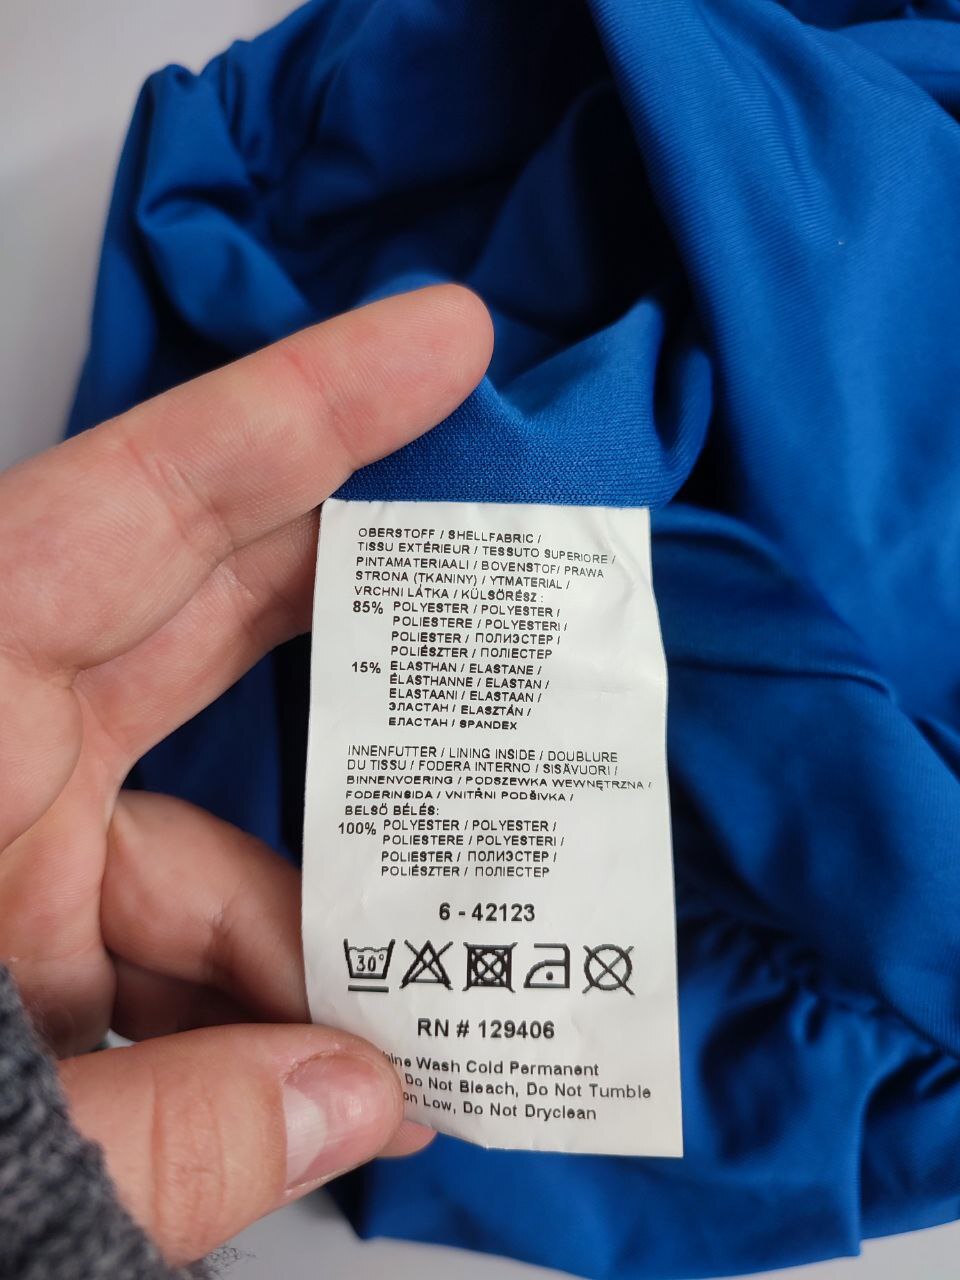 OBERSTOFF / SHELLFABRIC /
TISSU EXTÉRIEUR / TESSUTO SUPERIORE /
PINTAMATERIAALI / BOVENSTOF/ PRAWA
STRONA (TKANINY) / YTMATERIAL /
VRCHNI LÁTKA / KÜLSÖRÉSZ :
85% POLYESTER / POLYESTER /
POLIESTERE / POLYESTERI /
POLIESTER / ПОЛИЭСТЕР /
POLIÉSZTER / ПОЛІЕСТЕР
15% ELASTHAN / ELASTANE /
ÉLASTHANNE / ELASTAN /
ELASTAANI / ELASTAAN /
ЭЛАСТАН / ELASZTÁN /
ЕЛАСТАН / SPANDEX
INNENFUTTER / LINING INSIDE / DOUBLURE
DU TISSU / FODERA INTERNO / SISÄVUORI /
BINNENVOERING / PODSZEWKA WEWNĘTRZNA /
FODERINSIDA / VNITŘNI PODŠIVKA /
BELSŐ BÉLÉS:
100% POLYESTER / POLYESTER /
POLIESTERE / POLYESTERI /
POLIESTER / ПОЛИЭСТЕР /
POLIÉSZTER / ПОЛІЕСТЕР
6 - 42123
30°
RN # 129406
Wash Cold Permanent
Do Not Bleach, Do Not Tumble
Low, Do Not Dryclean